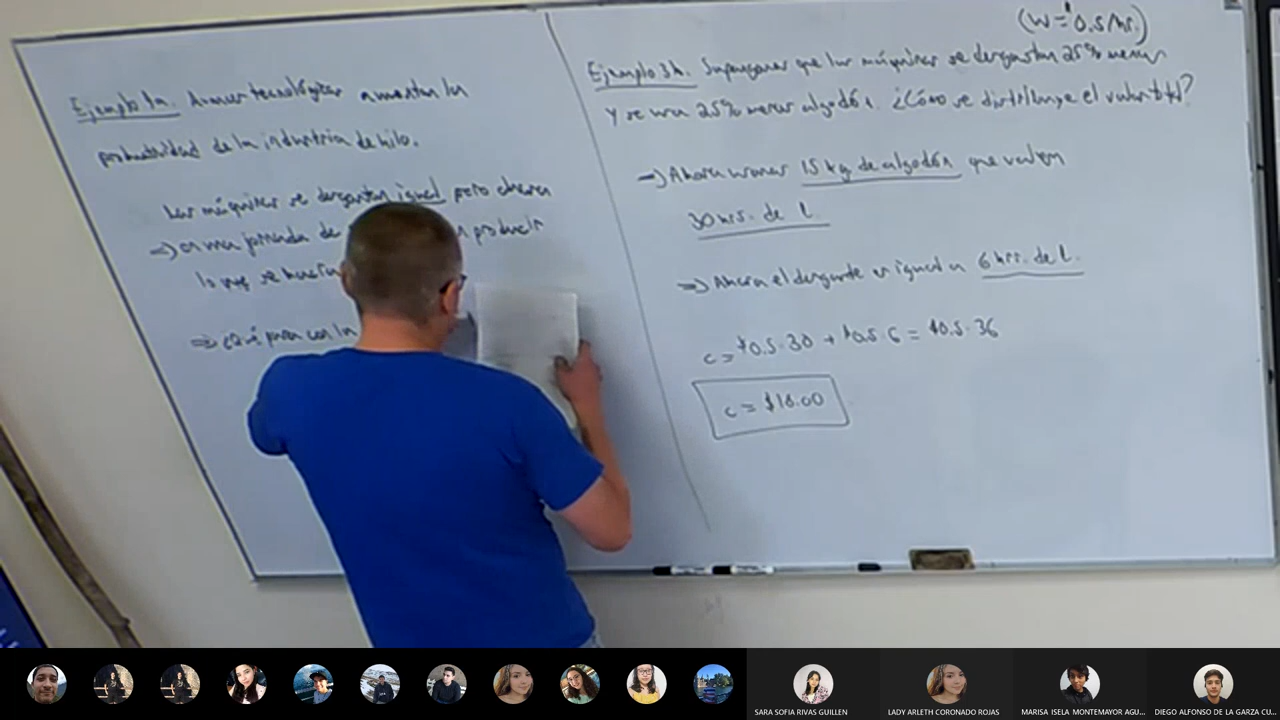 Ejemplo 1a. Avances tecnológicos aumentan la
productividad de la industria de hilo.
Las máquinas se desgastan igual pero ahora
⇒ en una jornada de producir
lo que se hacía
⇒ ¿Qué pasa con la
(w = $0.5/hr.)
Ejemplo 3b. Supongamos que las máquinas se desgastan 25% menos
y se usa 25% menos algodón. ¿Cómo se distribuye el valor total?
→ Ahora usamos 15 kg de algodón que valen
30 hrs. de l.
⇒ Ahora el desgaste es igual a 6 hrs. de l.
c = $0.5·30 + $0.5·6 = $0.5·36
c = $18.00
SARA SOFIA RIVAS GUILLEN
LADY ARLETH CORONADO ROJAS
MARISA ISELA MONTEMAYOR AGU...
DIEGO ALFONSO DE LA GARZA CU...